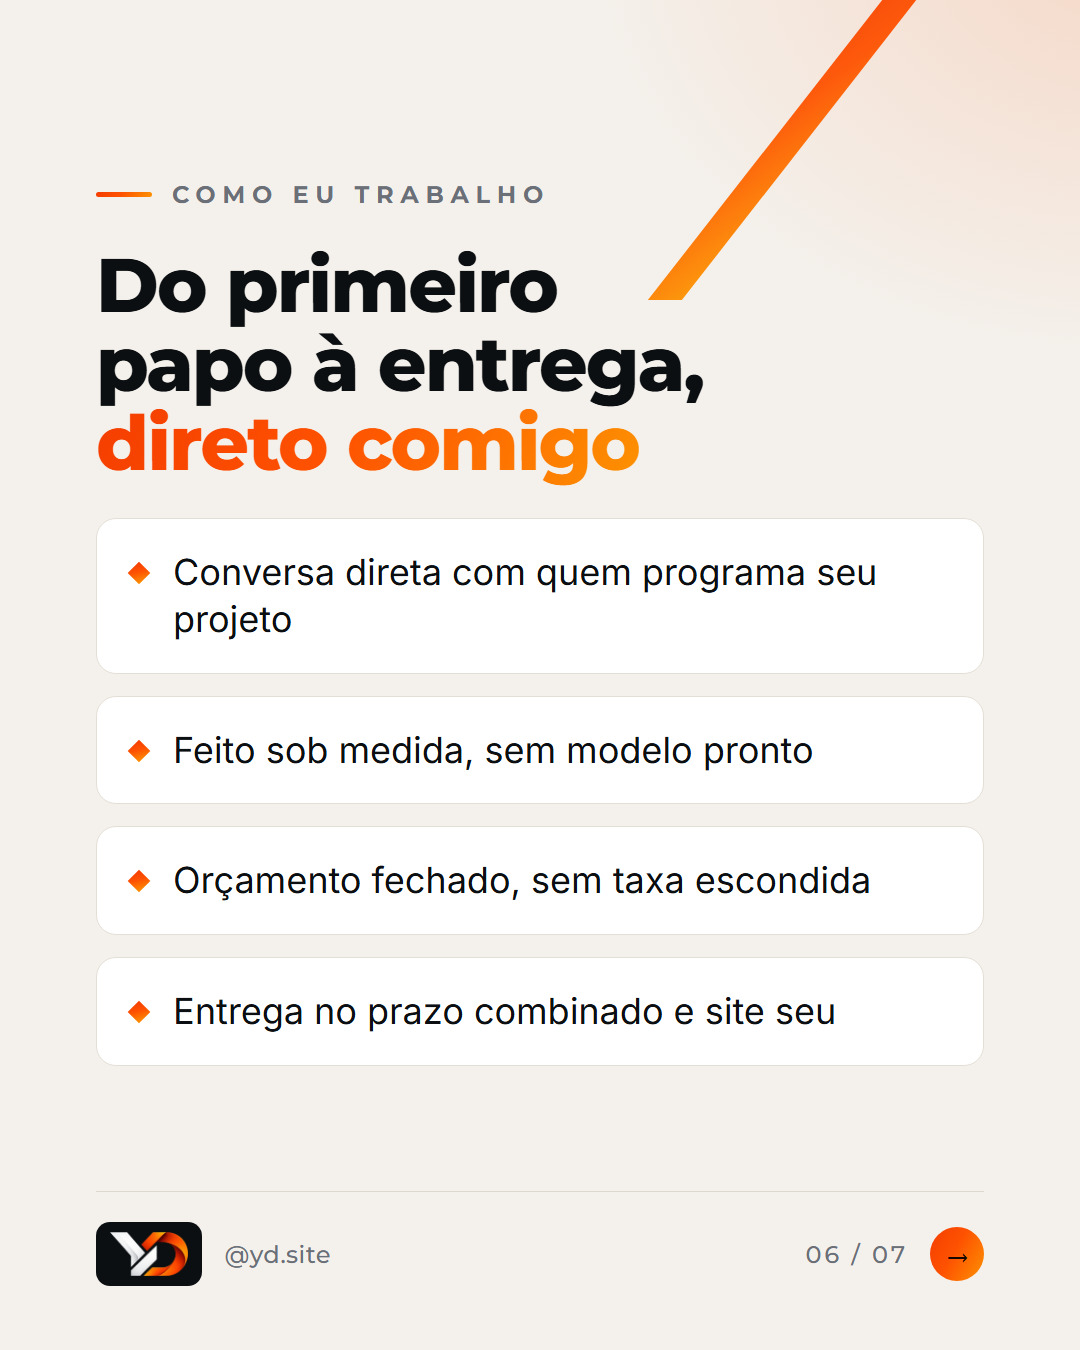 COMO EU TRABALHO
Do primeiro
papo à entrega,
direto comigo
Conversa direta com quem programa seu
projeto
Feito sob medida, sem modelo pronto
Orçamento fechado, sem taxa escondida
Entrega no prazo combinado e site seu
YD
@yd.site
06 / 07 →